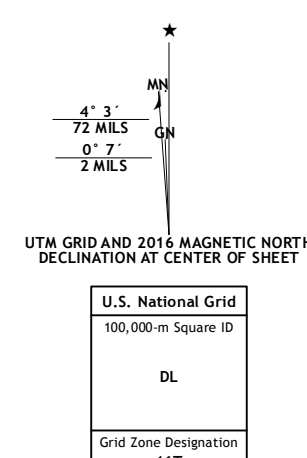 ★
MN
4° 3´
72 MILS
GN
0° 7´
2 MILS
UTM GRID AND 2016 MAGNETIC NORTH
DECLINATION AT CENTER OF SHEET
U.S. National Grid
100,000-m Square ID
DL
Grid Zone Designation